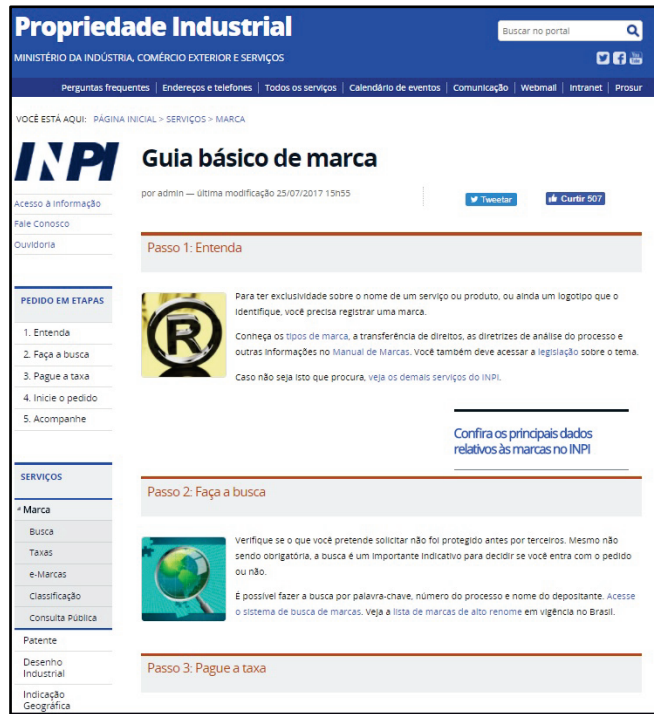 Propriedade Industrial
Buscar no portal
MINISTÉRIO DA INDÚSTRIA, COMÉRCIO EXTERIOR E SERVIÇOS
Perguntas frequentes | Endereços e telefones | Todos os serviços | Calendário de eventos | Comunicação | Webmail | Intranet | Prosur
VOCÊ ESTÁ AQUI: PÁGINA INICIAL > SERVIÇOS > MARCA
INPI
Acesso à informação
Fale Conosco
Ouvidoria
PEDIDO EM ETAPAS
1. Entenda
2. Faça a busca
3. Pague a taxa
4. Inicie o pedido
5. Acompanhe
SERVIÇOS
Marca
Busca
Taxas
e-Marcas
Classificação
Consulta Pública
Patente
Desenho
Industrial
Indicação
Geográfica
Guia básico de marca
por admin — última modificação 25/07/2017 15h55
Tweetar
Curtir 507
Passo 1: Entenda
R
Para ter exclusividade sobre o nome de um serviço ou produto, ou ainda um logotipo que o
identifique, você precisa registrar uma marca.
Conheça os tipos de marca, a transferência de direitos, as diretrizes de análise do processo e
outras informações no Manual de Marcas. Você também deve acessar a legislação sobre o tema.
Caso não seja isto que procura, veja os demais serviços do INPI.
Confira os principais dados
relativos às marcas no INPI
Passo 2: Faça a busca
Verifique se o que você pretende solicitar não foi protegido antes por terceiros. Mesmo não
sendo obrigatória, a busca é um importante indicativo para decidir se você entra com o pedido
ou não.
É possível fazer a busca por palavra-chave, número do processo e nome do depositante. Acesse
o sistema de busca de marcas. Veja a lista de marcas de alto renome em vigência no Brasil.
Passo 3: Pague a taxa